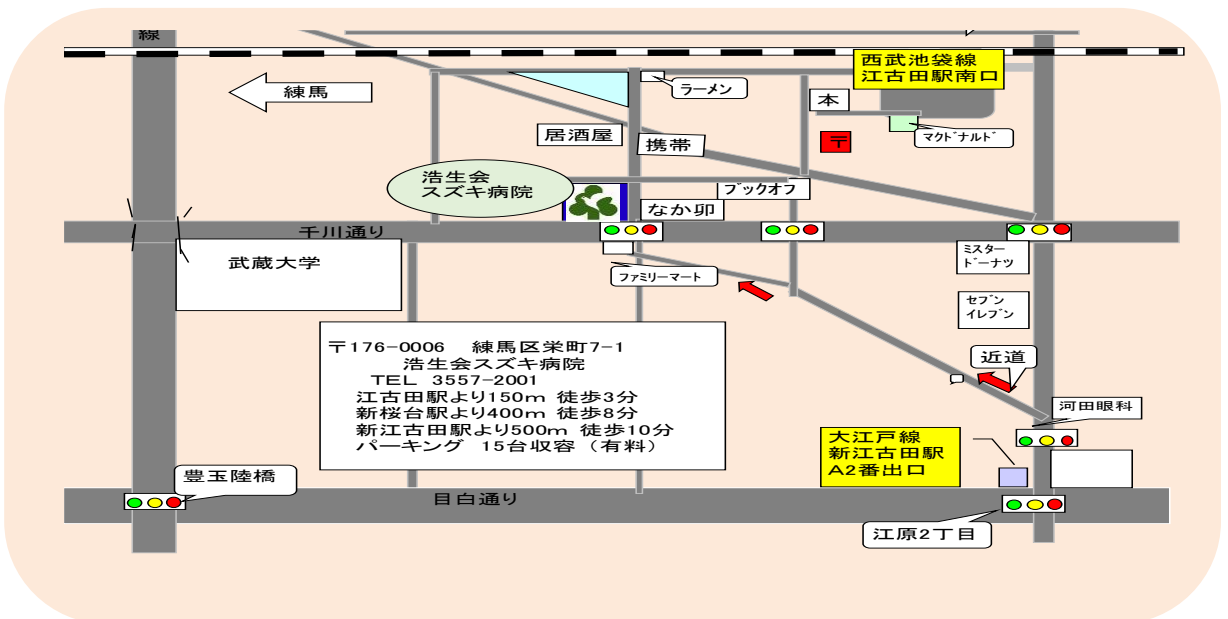 線
西武池袋線
江古田駅南口
練馬
ラーメン
本
居酒屋
携帯
〒
マクドナルド
浩生会
スズキ病院
ブックオフ
なか卯
千川通り
武蔵大学
ファミリーマート
ミスター
ドーナツ
セブン
イレブン
〒176-0006 練馬区栄町7-1
浩生会スズキ病院
TEL 3557-2001
江古田駅より150m 徒歩3分
新桜台駅より400m 徒歩8分
新江古田駅より500m 徒歩10分
パーキング 15台収容 (有料)
近道
河田眼科
大江戸線
新江古田駅
A2番出口
豊玉陸橋
目白通り
江原2丁目